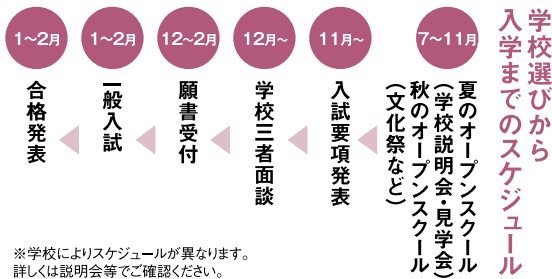 学校選びから
入学までのスケジュール
7〜11月
夏のオープンスクール
（学校説明会・見学会）
秋のオープンスクール
（文化祭など）
11月〜
入試要項発表
12月〜
学校三者面談
12〜2月
願書受付
1〜2月
一般入試
1〜2月
合格発表
※学校によりスケジュールが異なります。
詳しくは説明会等でご確認ください。